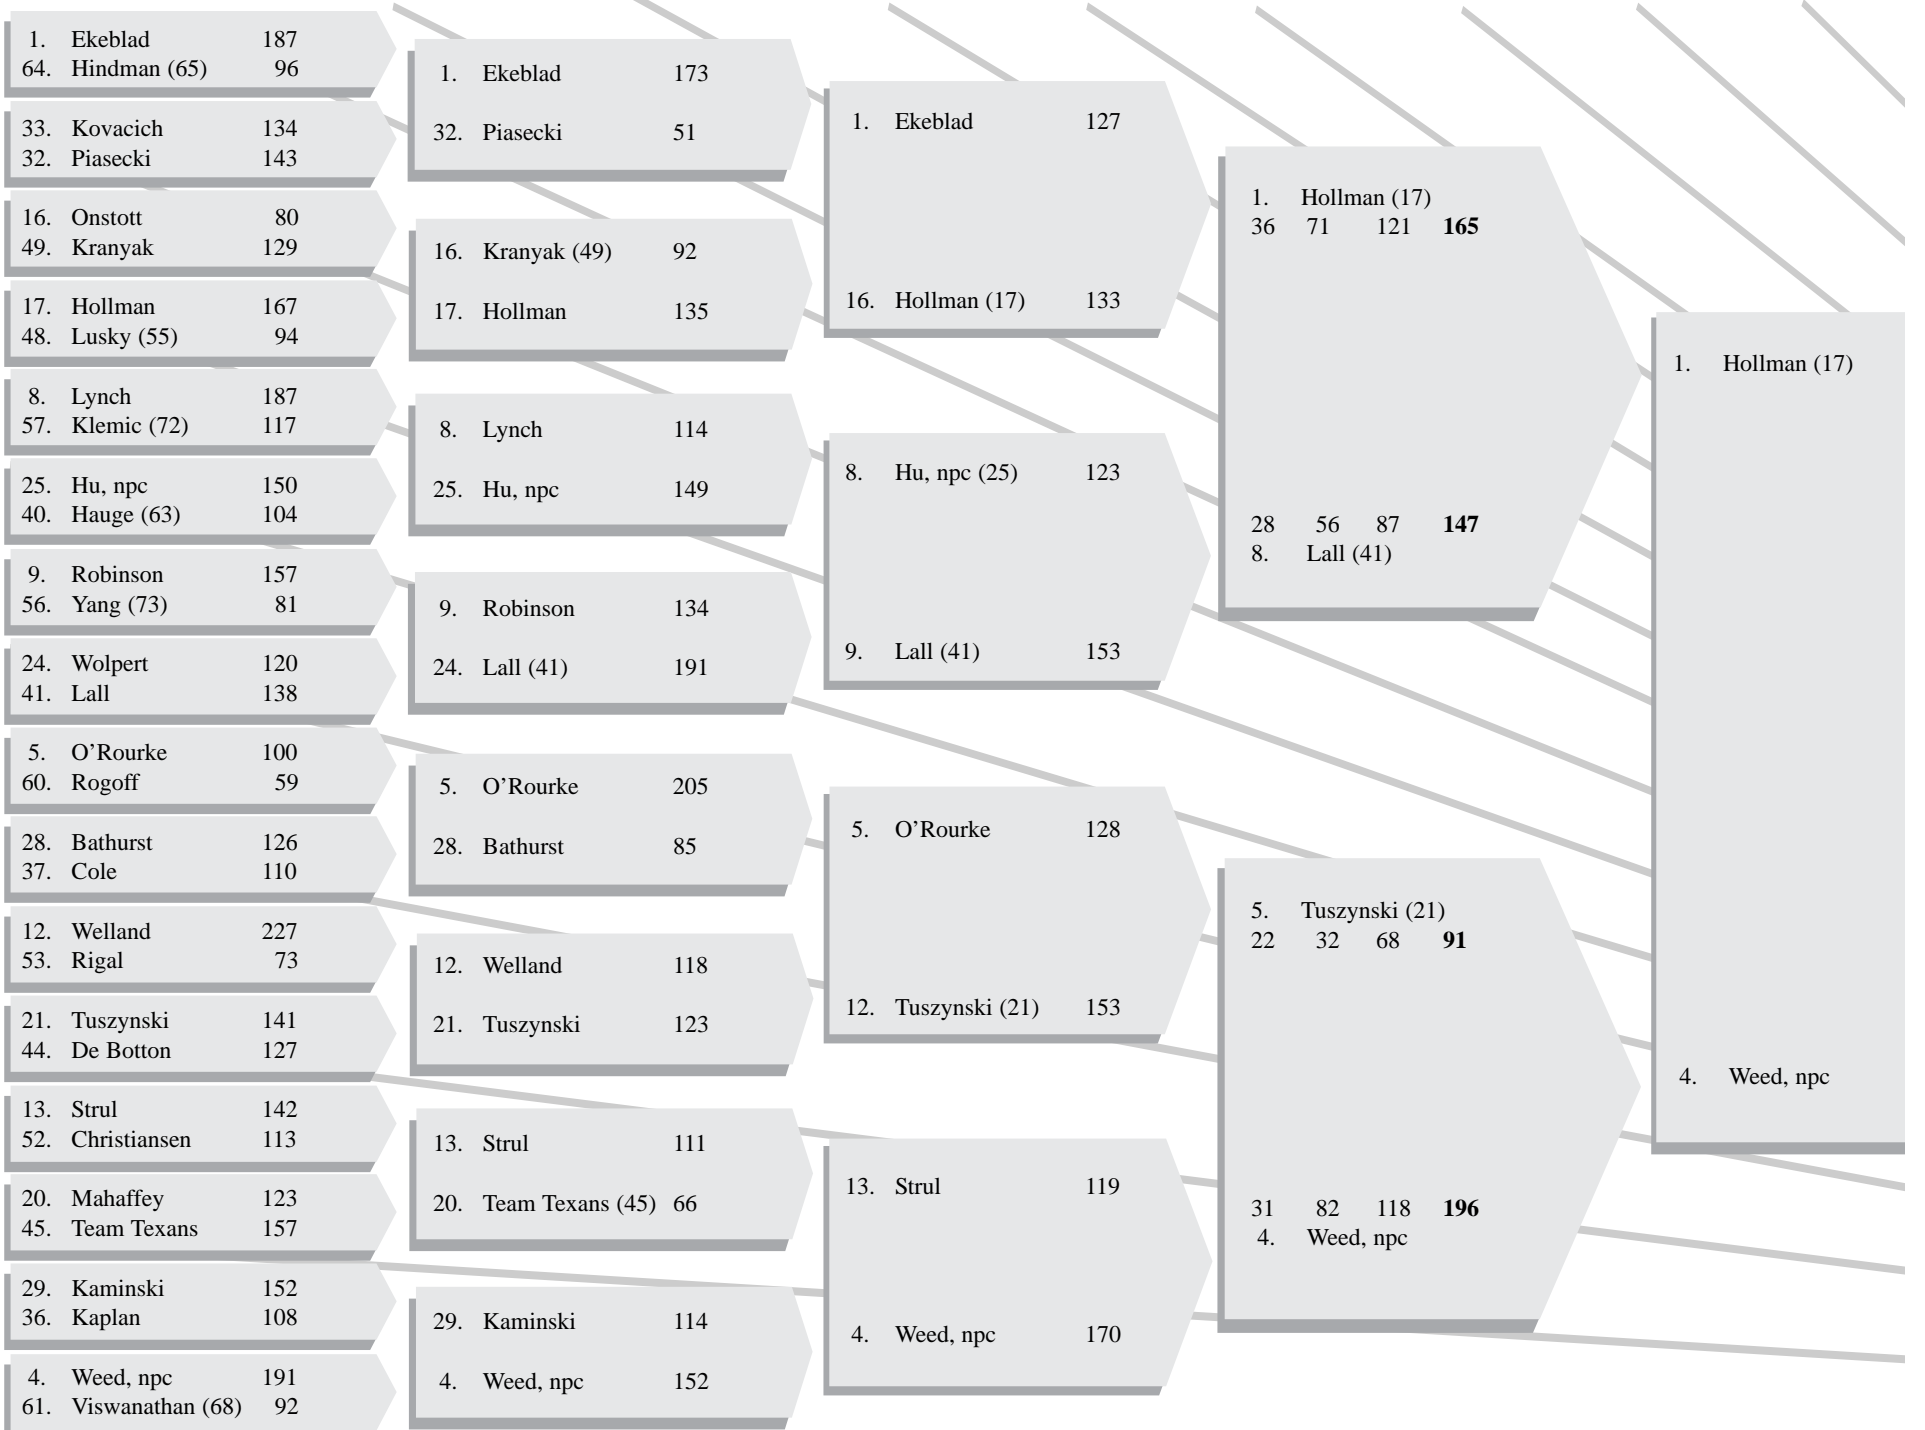 1. Ekeblad 187
64. Hindman (65) 96
33. Kovacich 134
32. Piasecki 143
16. Onstott 80
49. Kranyak 129
17. Hollman 167
48. Lusky (55) 94
8. Lynch 187
57. Klemic (72) 117
25. Hu, npc 150
40. Hauge (63) 104
9. Robinson 157
56. Yang (73) 81
24. Wolpert 120
41. Lall 138
5. O’Rourke 100
60. Rogoff 59
28. Bathurst 126
37. Cole 110
12. Welland 227
53. Rigal 73
21. Tuszynski 141
44. De Botton 127
13. Strul 142
52. Christiansen 113
20. Mahaffey 123
45. Team Texans 157
29. Kaminski 152
36. Kaplan 108
4. Weed, npc 191
61. Viswanathan (68) 92
1. Ekeblad 173
32. Piasecki 51
16. Kranyak (49) 92
17. Hollman 135
8. Lynch 114
25. Hu, npc 149
9. Robinson 134
24. Lall (41) 191
5. O’Rourke 205
28. Bathurst 85
12. Welland 118
21. Tuszynski 123
13. Strul 111
20. Team Texans (45) 66
29. Kaminski 114
4. Weed, npc 152
1. Ekeblad 127
16. Hollman (17) 133
8. Hu, npc (25) 123
9. Lall (41) 153
5. O’Rourke 128
12. Tuszynski (21) 153
13. Strul 119
4. Weed, npc 170
1. Hollman (17)
36 71 121 165
28 56 87 147
8. Lall (41)
5. Tuszynski (21)
22 32 68 91
31 82 118 196
4. Weed, npc
1. Hollman (17)
4. Weed, npc